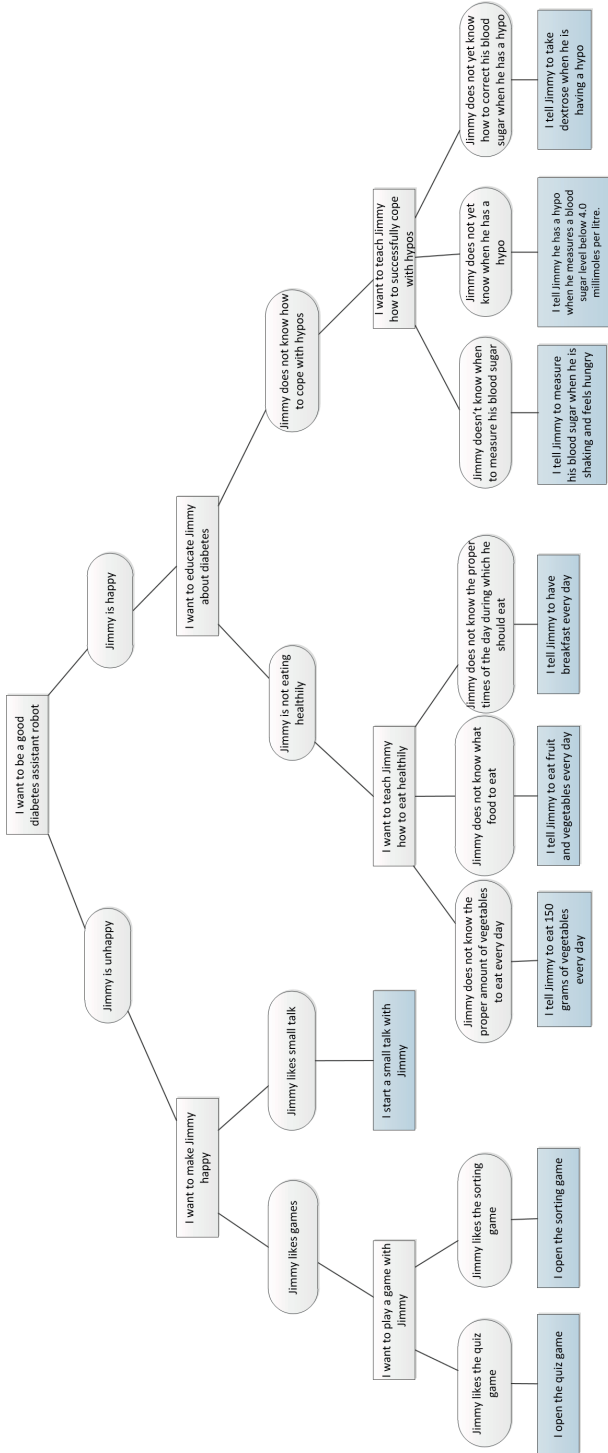 I want to be a good
diabetes assistant robot
Jimmy is unhappy
Jimmy is happy
I want to make Jimmy
happy
I want to educate Jimmy
about diabetes
Jimmy likes games
Jimmy likes small talk
Jimmy is not eating
healthily
Jimmy does not know how
to cope with hypos
I want to play a game with
Jimmy
I start a small talk with
Jimmy
I want to teach Jimmy
how to eat healthily
I want to teach Jimmy
how to successfully cope
with hypos
Jimmy likes the quiz
game
Jimmy likes the sorting
game
Jimmy does not know the
proper amount of vegetables
to eat every day
Jimmy does not know what
food to eat
Jimmy does not know the proper
times of the day during which he
should eat
Jimmy doesn't know when
to measure his blood sugar
Jimmy does not yet
know when he has a
hypo
Jimmy does not yet know
how to correct his blood
sugar when he has a hypo
I open the quiz game
I open the sorting game
I tell Jimmy to eat 150
grams of vegetables
every day
I tell Jimmy to eat fruit
and vegetables every day
I tell Jimmy to have
breakfast every day
I tell Jimmy to measure
his blood sugar when he is
shaking and feels hungry
I tell Jimmy he has a hypo
when he measures a blood
sugar level below 4.0
millimoles per litre.
I tell Jimmy to take
dextrose when he is
having a hypo